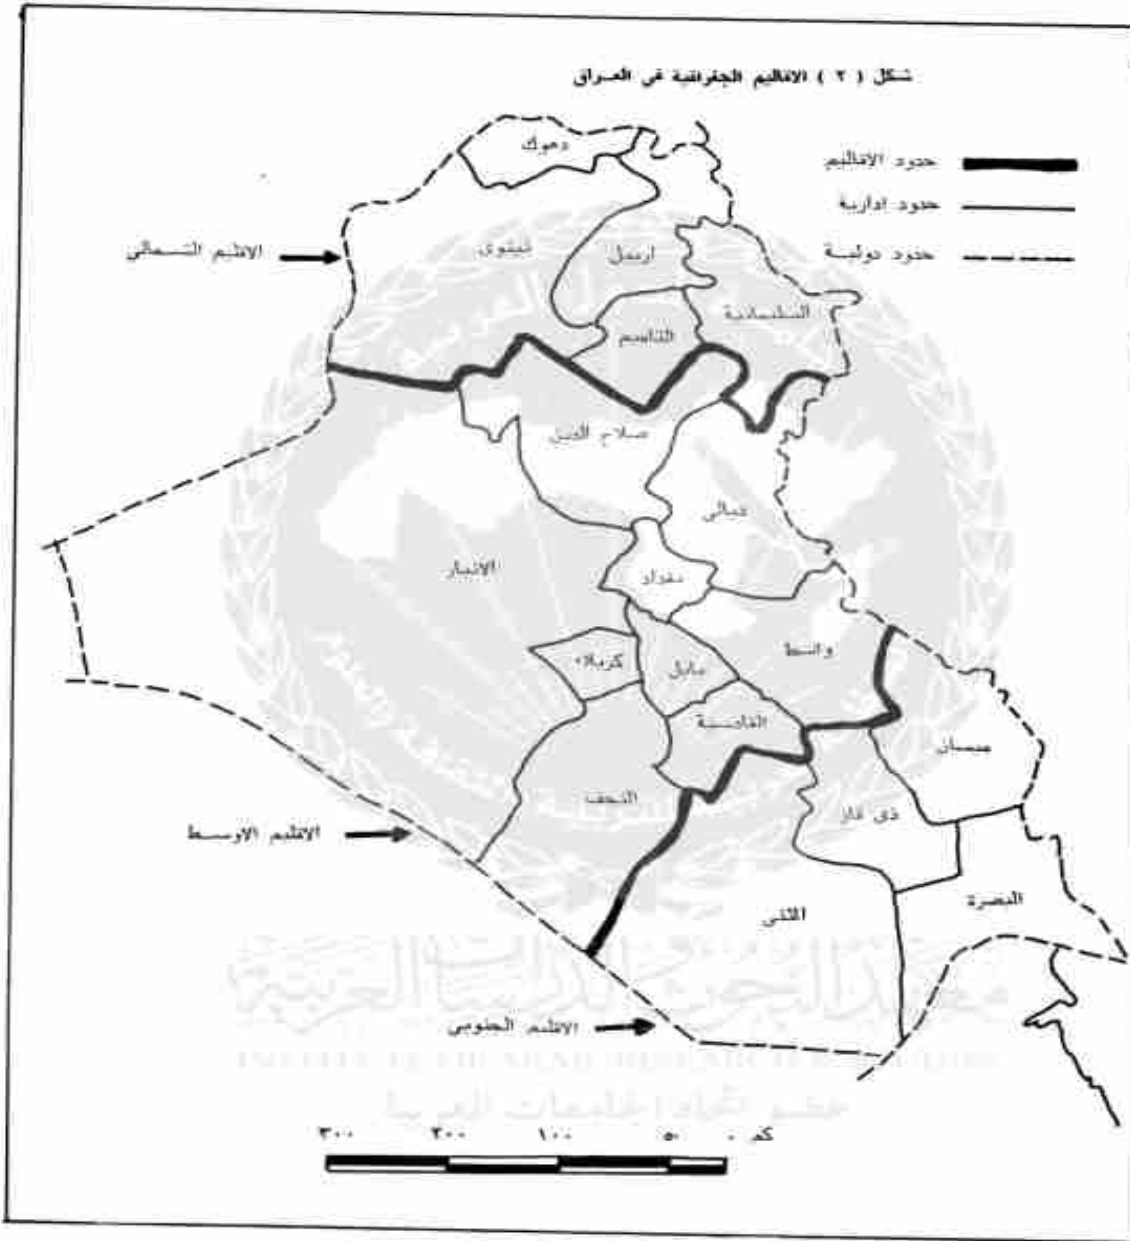 شكل ( ٢ ) الاقاليم الجغرافية في العراق
حدود الاقاليم
حدود ادارية
حدود دولية
دهوك
الاقليم الشمالي
نينوى
اربيل
السليمانية
التاميم
صلاح الدين
ديالى
الانبار
بغداد
واسط
كربلاء
بابل
القادسية
ميسان
النجف
ذي قار
الاقليم الاوسط
المثنى
البصرة
الاقليم الجنوبي
٣٠٠ ٢٠٠ ١٠٠ ٥٠ ٠ كم